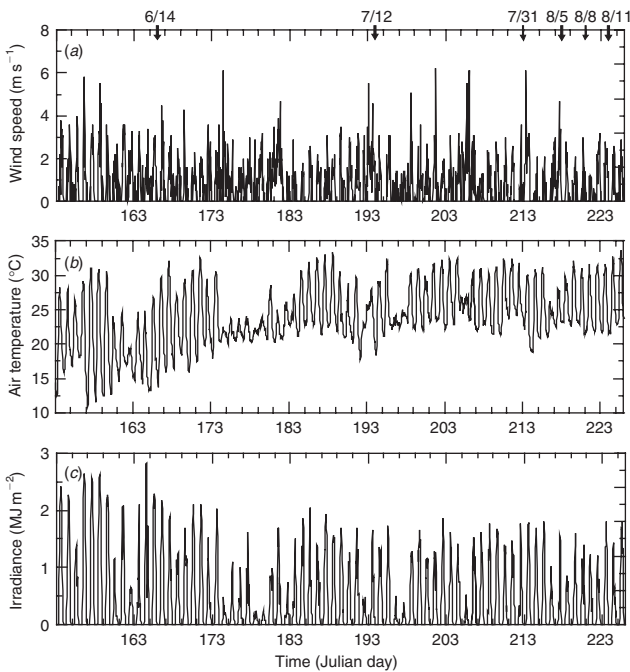 6/14 7/12 7/31 8/5 8/8 8/11
(a)
Wind speed (m s⁻¹)
8
6
4
2
0
163 173 183 193 203 213 223
(b)
Air temperature (°C)
35
30
25
20
15
10
163 173 183 193 203 213 223
(c)
Irradiance (MJ m⁻²)
3
2
1
0
163 173 183 193 203 213 223
Time (Julian day)